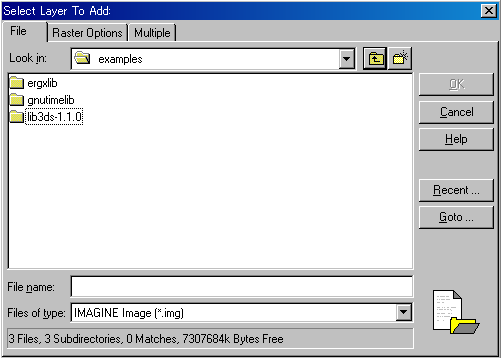 Select Layer To Add:
File Raster Options Multiple
Look in: examples
ergxlib
gnutimelib
lib3ds-1.1.0
OK
Cancel
Help
Recent ...
Goto ...
File name:
Files of type: IMAGINE Image (*.img)
3 Files, 3 Subdirectories, 0 Matches, 7307684k Bytes Free